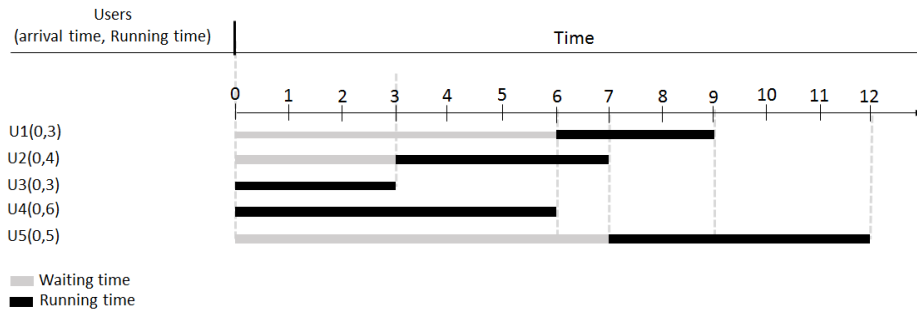 Users
(arrival time, Running time)
Time
0 1 2 3 4 5 6 7 8 9 10 11 12
U1(0,3)
U2(0,4)
U3(0,3)
U4(0,6)
U5(0,5)
Waiting time
Running time